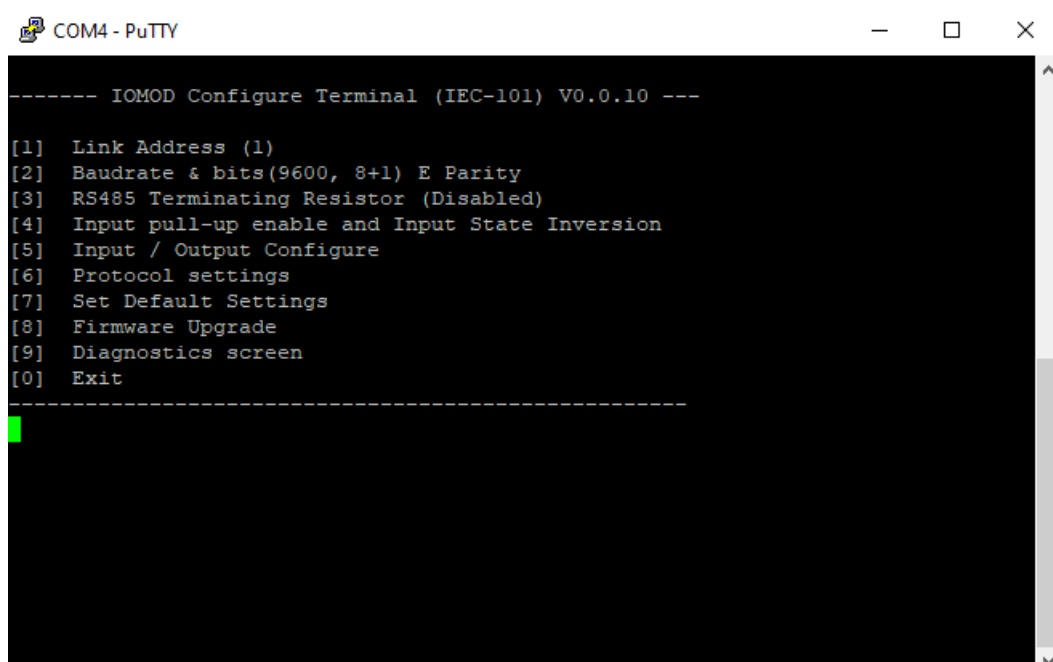 COM4 - PuTTY
------- IOMOD Configure Terminal (IEC-101) V0.0.10 ---
[1]  Link Address (1)
[2]  Baudrate & bits(9600, 8+1) E Parity
[3]  RS485 Terminating Resistor (Disabled)
[4]  Input pull-up enable and Input State Inversion
[5]  Input / Output Configure
[6]  Protocol settings
[7]  Set Default Settings
[8]  Firmware Upgrade
[9]  Diagnostics screen
[0]  Exit
-----------------------------------------------------